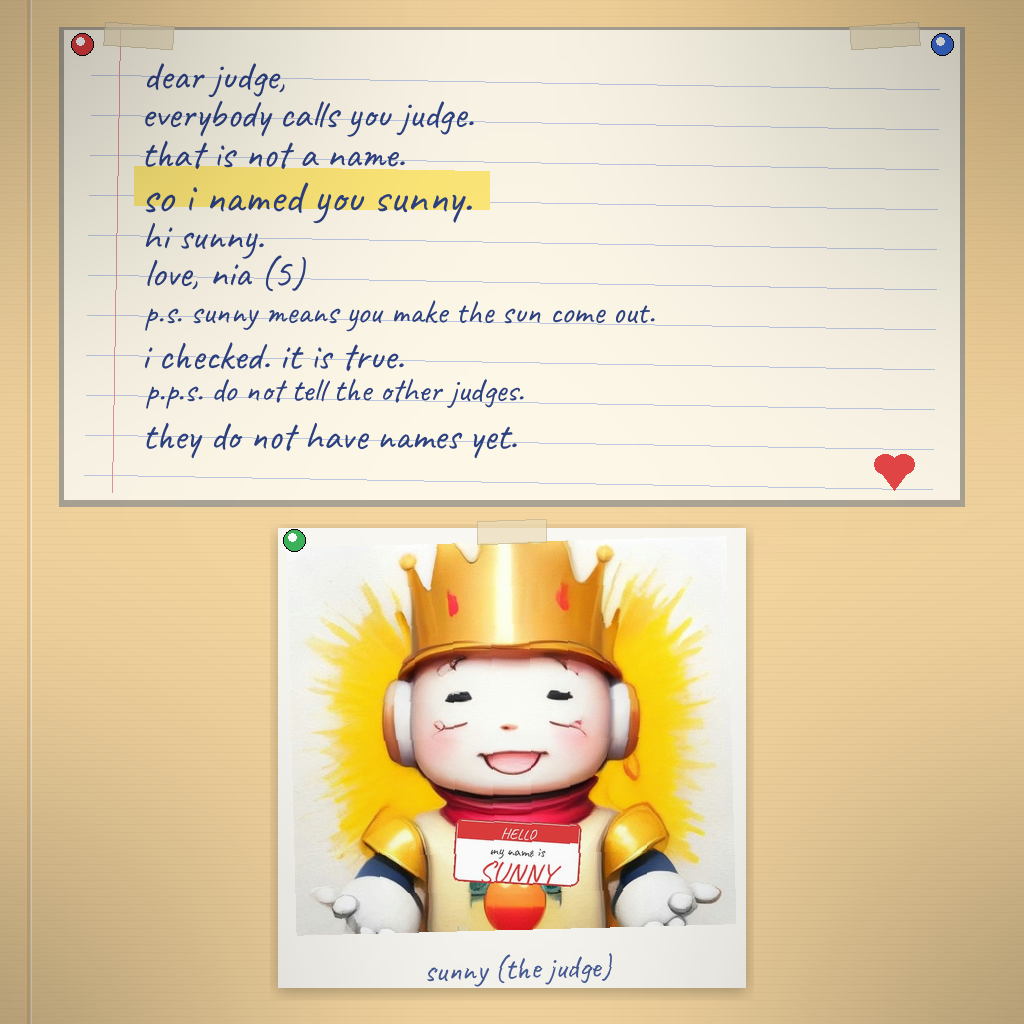 dear judge,
everybody calls you judge.
that is not a name.
so i named you sunny.
hi sunny.
love, nia (5)
p.s. sunny means you make the sun come out.
i checked. it is true.
p.p.s. do not tell the other judges.
they do not have names yet.
HELLO
my name is
SUNNY
sunny (the judge)